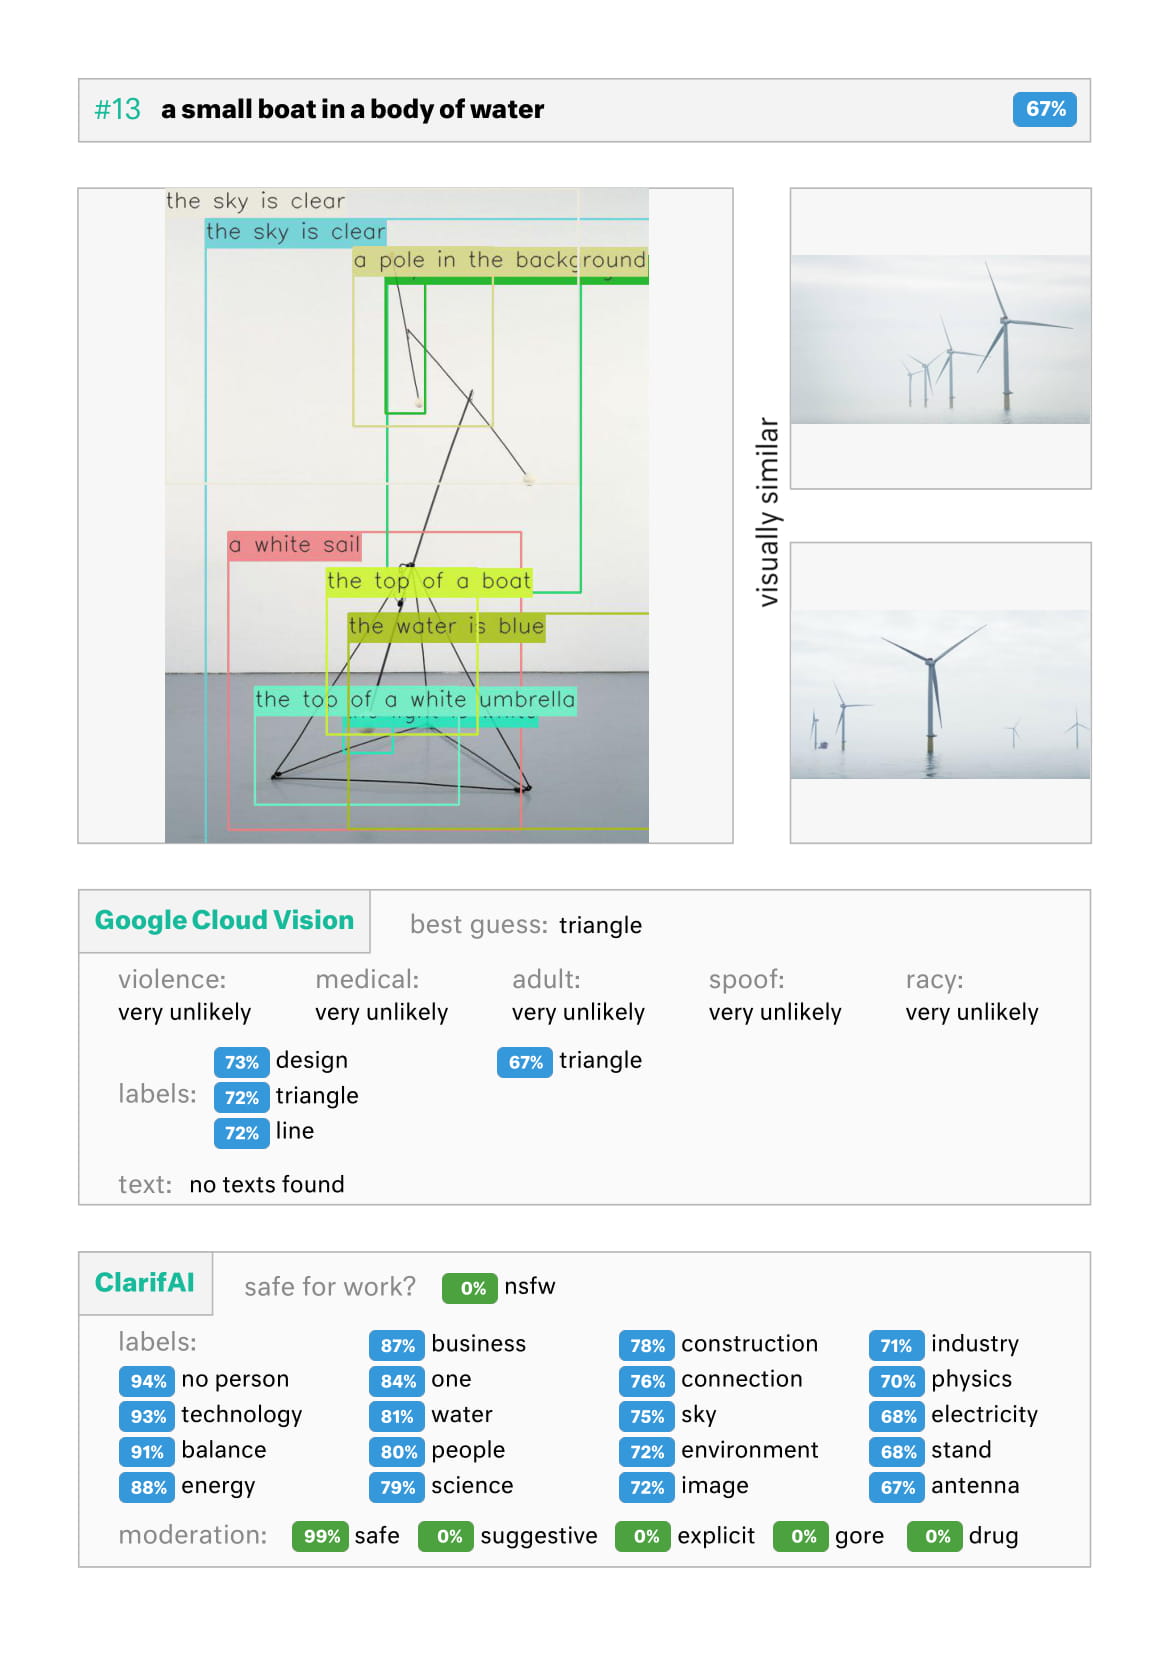 #13 a small boat in a body of water 67%
the sky is clear
the sky is clear
a pole in the background
a white sail
the top of a boat
the water is blue
the top of a white umbrella
the light is white
visually similar
Google Cloud Vision best guess: triangle
violence: medical: adult: spoof: racy:
very unlikely very unlikely very unlikely very unlikely very unlikely
73% design 67% triangle
labels: 72% triangle
72% line
text: no texts found
ClarifAI safe for work? 0% nsfw
labels: 87% business 78% construction 71% industry
94% no person 84% one 76% connection 70% physics
93% technology 81% water 75% sky 68% electricity
91% balance 80% people 72% environment 68% stand
88% energy 79% science 72% image 67% antenna
moderation: 99% safe 0% suggestive 0% explicit 0% gore 0% drug